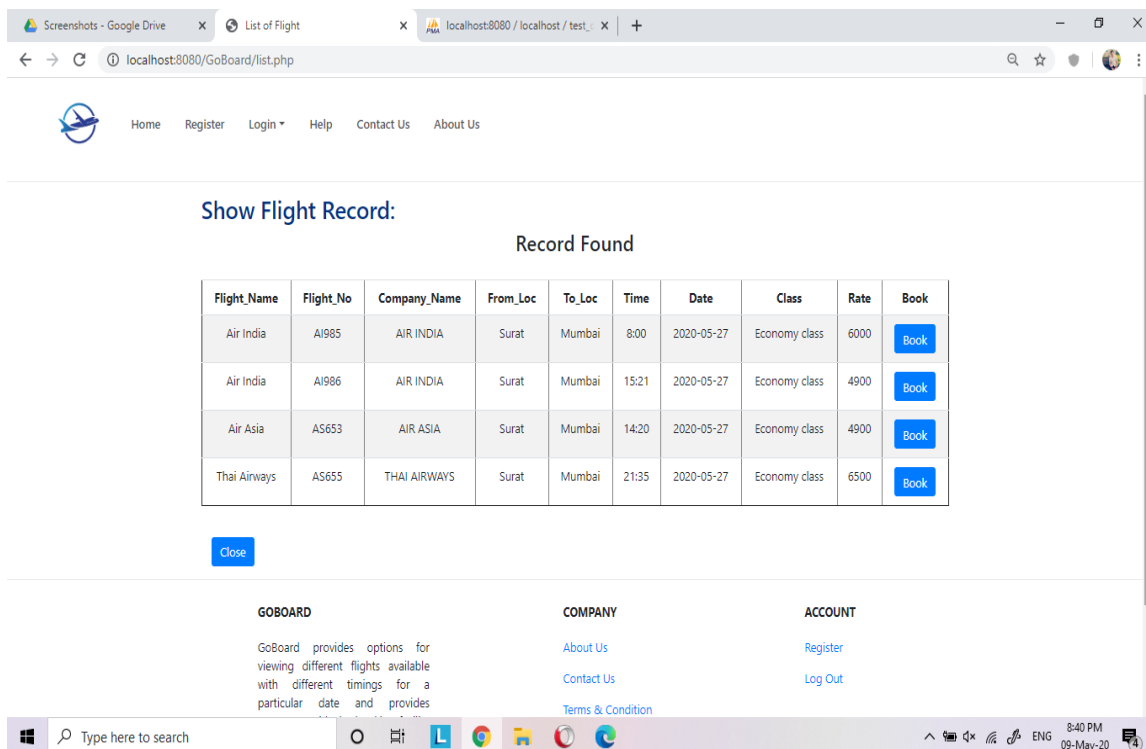 Screenshots - Google Drive
List of Flight
PMA localhost:8080 / localhost / test_
localhost:8080/GoBoard/list.php
Home Register Login Help Contact Us About Us
Show Flight Record:
Record Found
Flight_Name Flight_No Company_Name From_Loc To_Loc Time Date Class Rate Book
Air India AI985 AIR INDIA Surat Mumbai 8:00 2020-05-27 Economy class 6000 Book
Air India AI986 AIR INDIA Surat Mumbai 15:21 2020-05-27 Economy class 4900 Book
Air Asia AS653 AIR ASIA Surat Mumbai 14:20 2020-05-27 Economy class 4900 Book
Thai Airways AS655 THAI AIRWAYS Surat Mumbai 21:35 2020-05-27 Economy class 6500 Book
Close
GOBOARD
GoBoard provides options for
viewing different flights available
with different timings for a
particular date and provides
COMPANY
About Us
Contact Us
Terms & Condition
ACCOUNT
Register
Log Out
Type here to search
L
ENG
8:40 PM
09-May-20
4